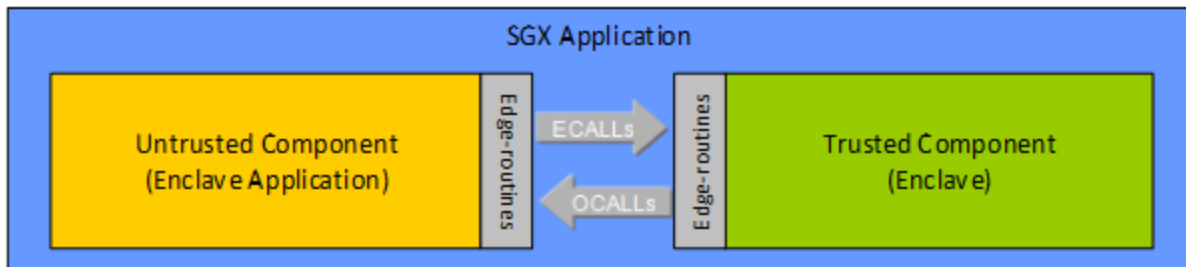 SGX Application
Untrusted Component
(Enclave Application)
Edge-routines
ECALLs
OCALLs
Edge-routines
Trusted Component
(Enclave)